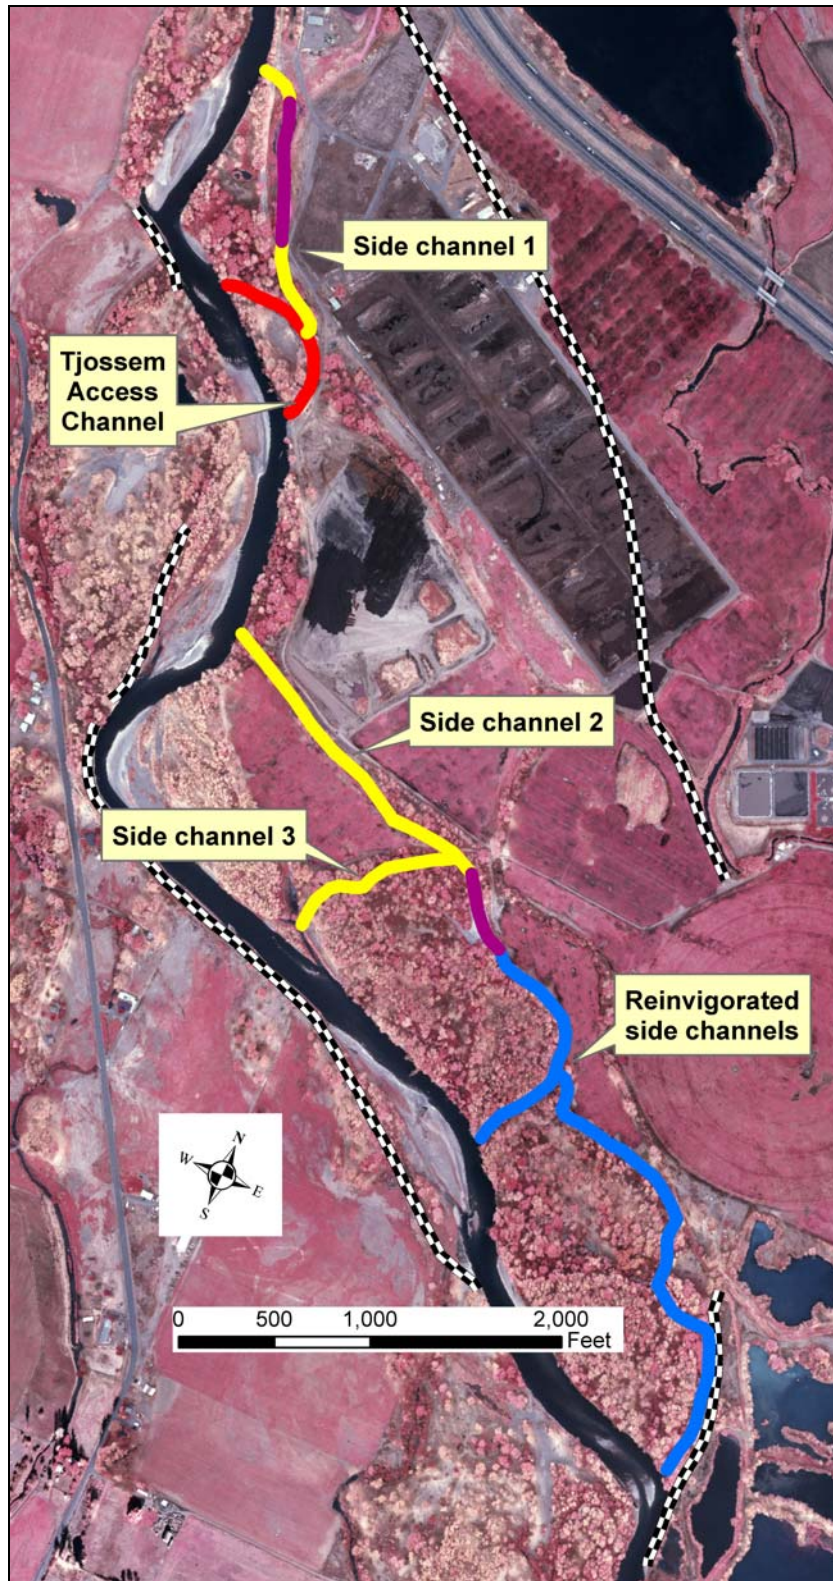 Side channel 1
Tjossem
Access
Channel
Side channel 2
Side channel 3
Reinvigorated
side channels
N
W
E
S
0 500 1,000 2,000
Feet